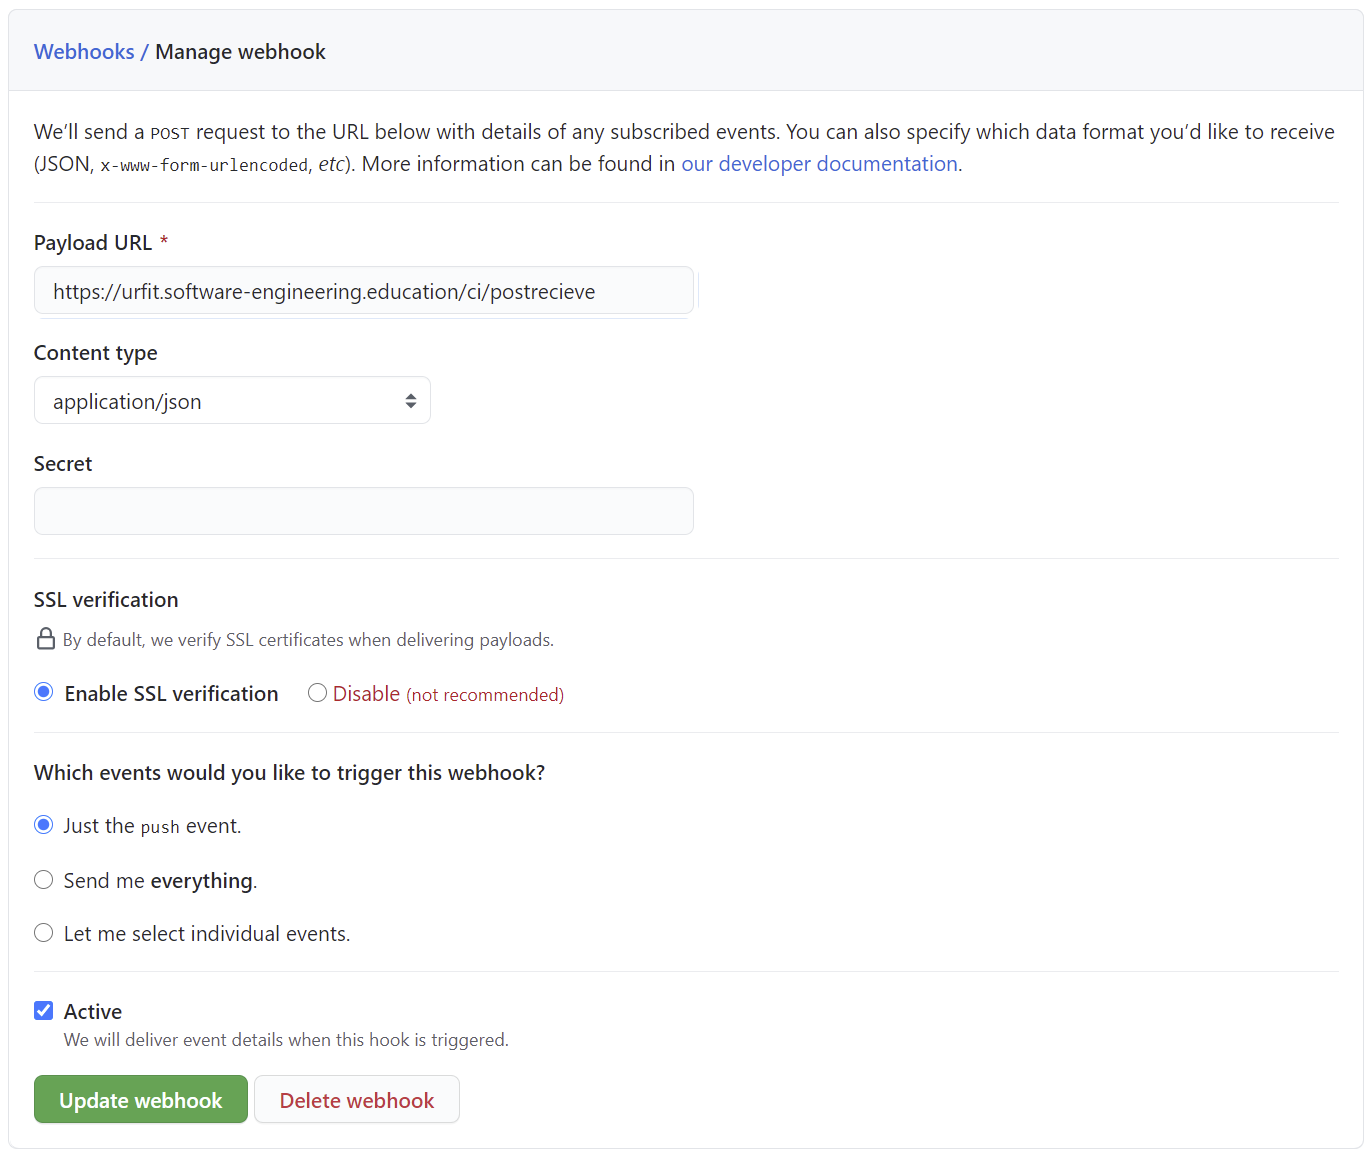 Webhooks / Manage webhook
We’ll send a POST request to the URL below with details of any subscribed events. You can also specify which data format you’d like to receive
(JSON, x-www-form-urlencoded, etc). More information can be found in our developer documentation.
Payload URL *
https://urfit.software-engineering.education/ci/postrecieve
Content type
application/json
Secret
SSL verification
By default, we verify SSL certificates when delivering payloads.
Enable SSL verification Disable (not recommended)
Which events would you like to trigger this webhook?
Just the push event.
Send me everything.
Let me select individual events.
Active
We will deliver event details when this hook is triggered.
Update webhook Delete webhook